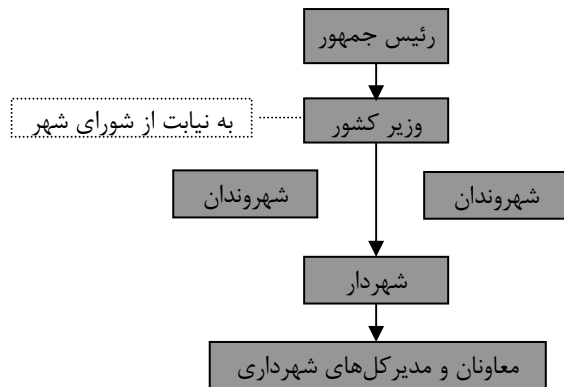 رئیس جمهور
وزیر کشور
به نیابت از شورای شهر
شهروندان
شهروندان
شهردار
معاونان و مدیرکل‌های شهرداری